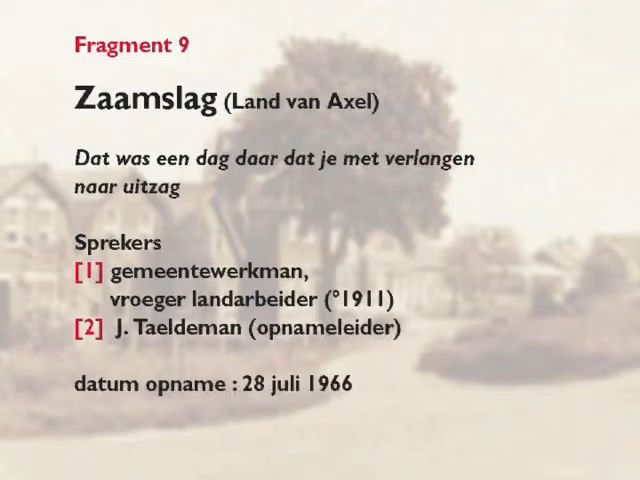 Fragment 9
Zaamslag (Land van Axel)
Dat was een dag daar dat je met verlangen
naar uitzag
Sprekers
[1] gemeentewerkman,
vroeger landarbeider (°1911)
[2] J. Taeldeman (opnameleider)
datum opname : 28 juli 1966